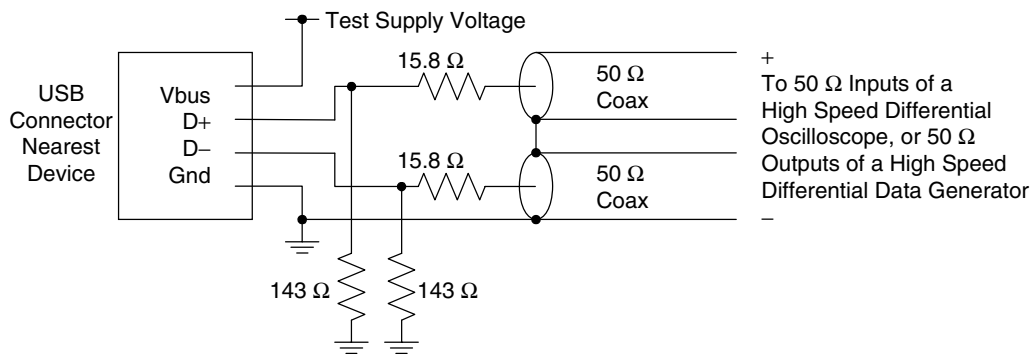 Test Supply Voltage
USB
Connector
Nearest
Device
Vbus
D+
D−
Gnd
15.8 Ω
50 Ω
Coax
15.8 Ω
50 Ω
Coax
143 Ω
143 Ω
+
To 50 Ω Inputs of a
High Speed Differential
Oscilloscope, or 50 Ω
Outputs of a High Speed
Differential Data Generator
−